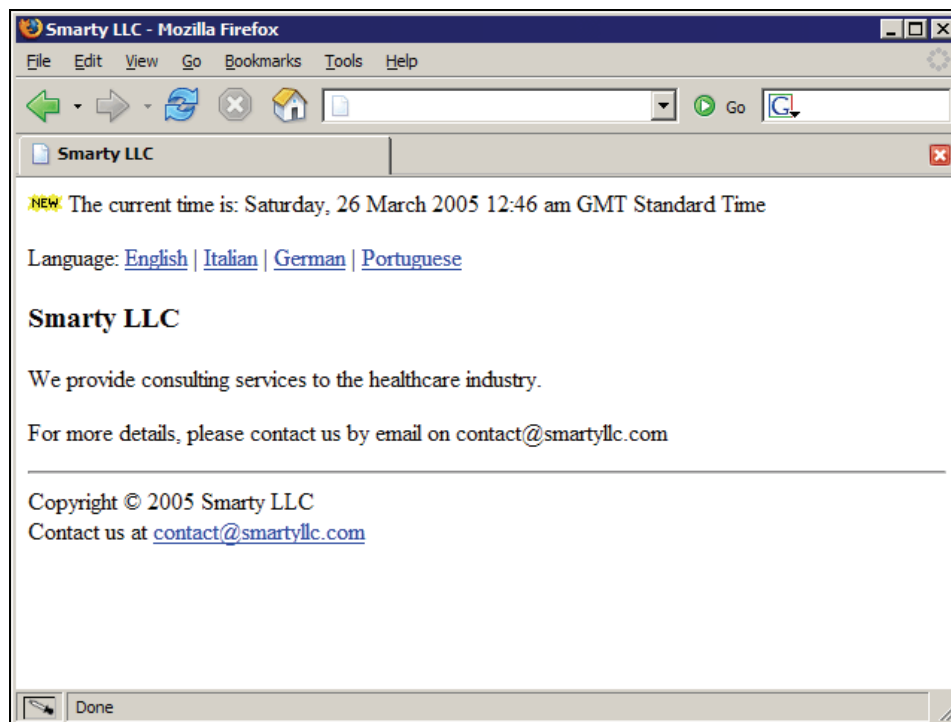 Smarty LLC - Mozilla Firefox
File Edit View Go Bookmarks Tools Help
Go G
Smarty LLC
NEW The current time is: Saturday, 26 March 2005 12:46 am GMT Standard Time
Language: English | Italian | German | Portuguese
Smarty LLC
We provide consulting services to the healthcare industry.
For more details, please contact us by email on contact@smartyllc.com
Copyright © 2005 Smarty LLC
Contact us at contact@smartyllc.com
Done